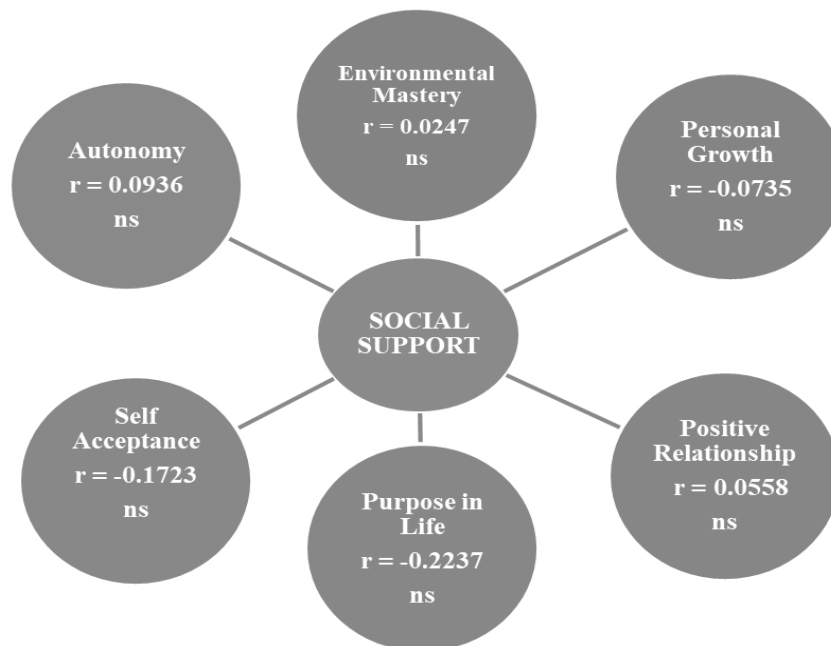 Environmental
Mastery
r = 0.0247
ns
Autonomy
r = 0.0936
ns
Personal
Growth
r = -0.0735
ns
SOCIAL
SUPPORT
Self
Acceptance
r = -0.1723
ns
Purpose in
Life
r = -0.2237
ns
Positive
Relationship
r = 0.0558
ns